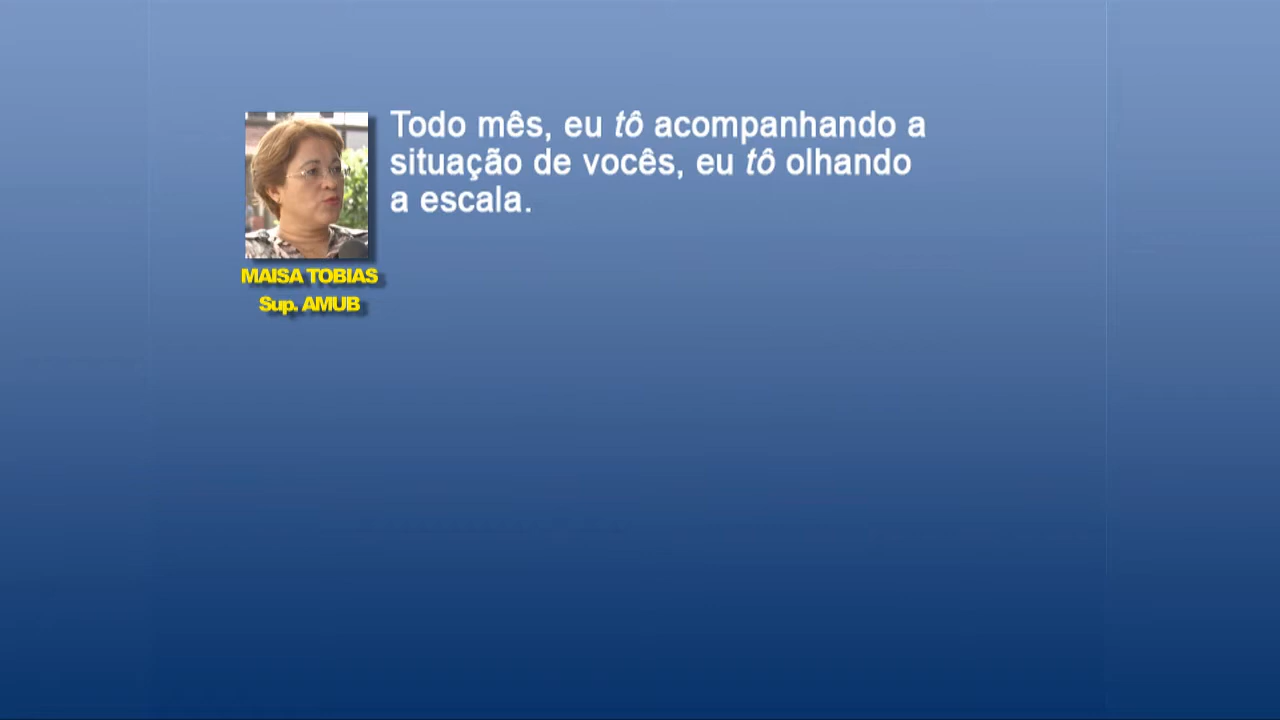 Todo mês, eu tô acompanhando a
situação de vocês, eu tô olhando
a escala.
MAISA TOBIAS
Sup. AMUB